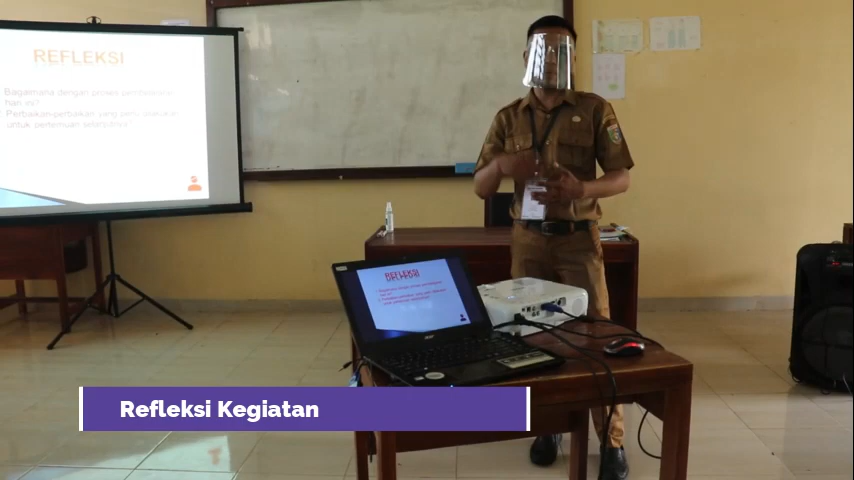 REFLEKSI
Bagaimana dengan proses pembelajaran
hari ini?
Perbaikan-perbaikan yang perlu dilakukan
untuk pertemuan selanjutnya?
REFLEKSI
Refleksi Kegiatan